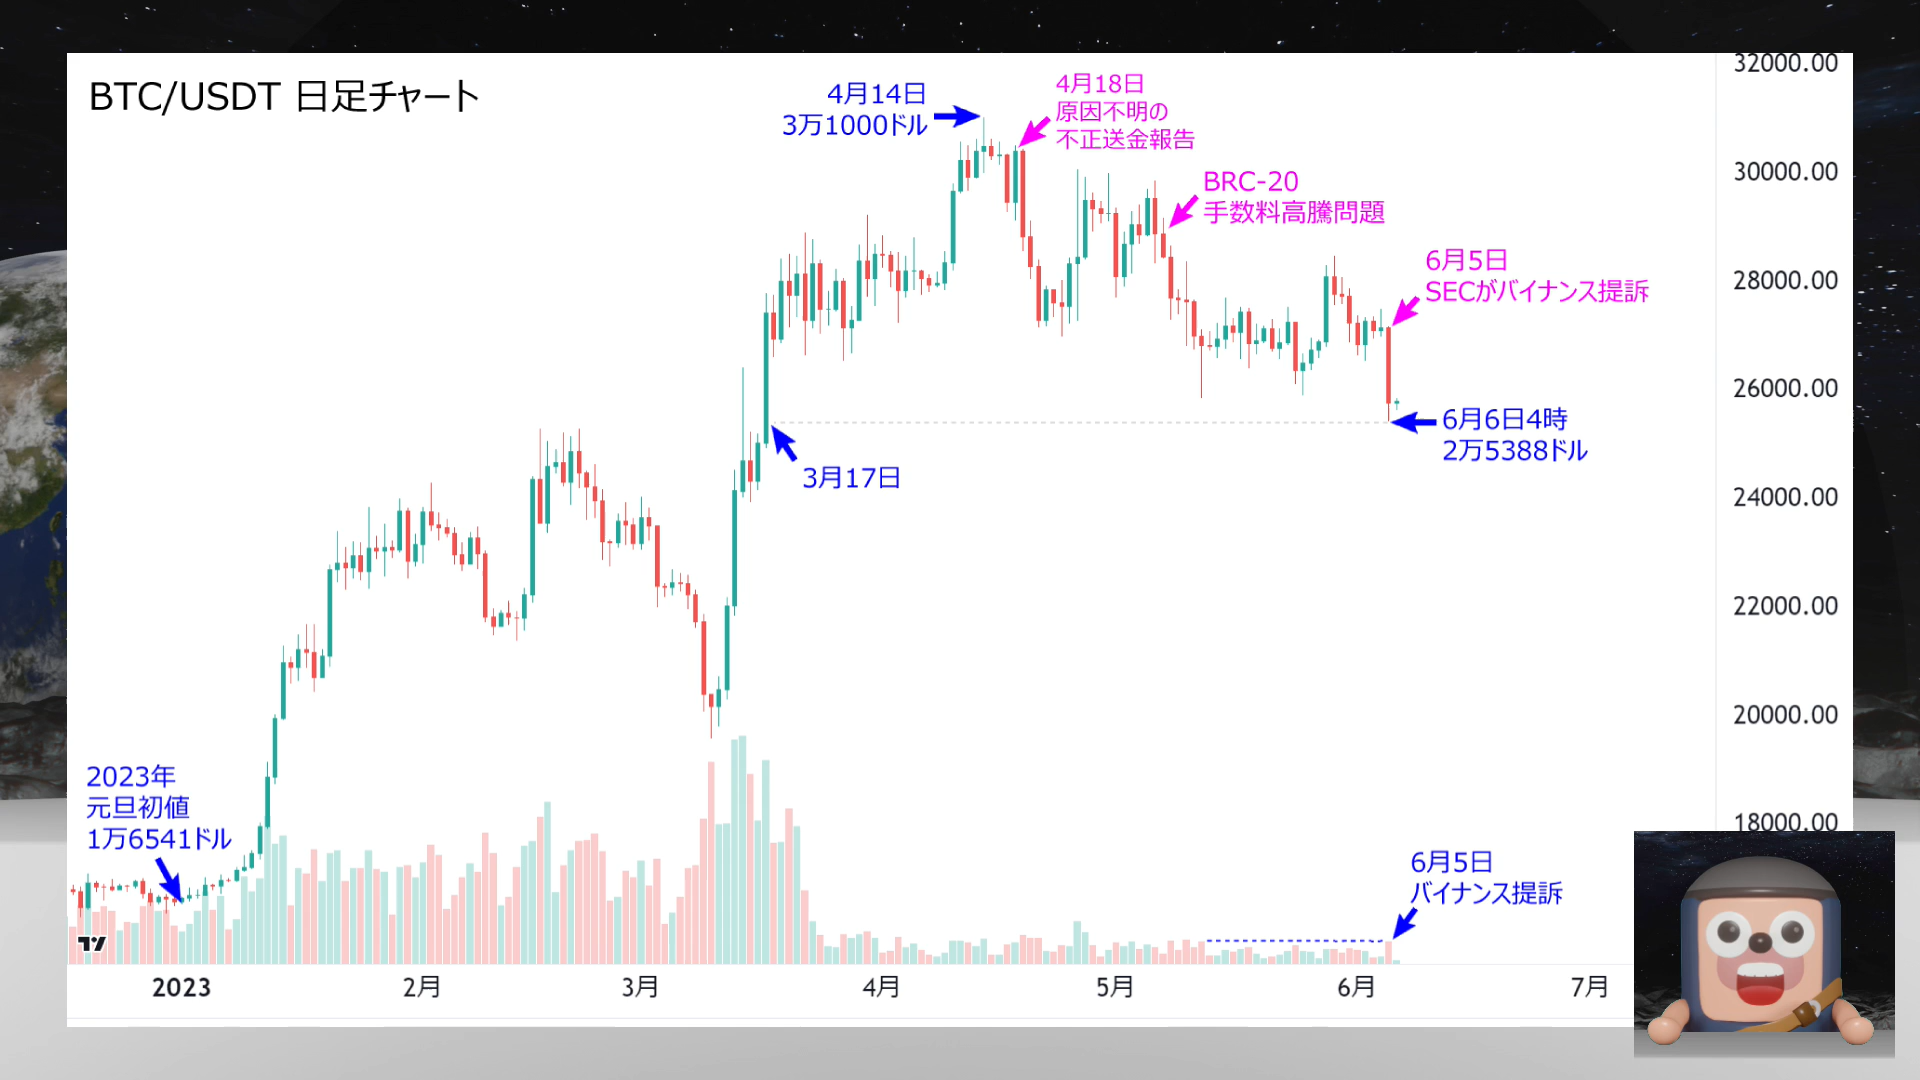 BTC/USDT 日足チャート
4月14日
3万1000ドル
4月18日
原因不明の
不正送金報告
BRC-20
手数料高騰問題
6月5日
SECがバイナンス提訴
6月6日4時
2万5388ドル
3月17日
2023年
元旦初値
1万6541ドル
6月5日
バイナンス提訴
32000.00
30000.00
28000.00
26000.00
24000.00
22000.00
20000.00
18000.00
2023
2月
3月
4月
5月
6月
7月